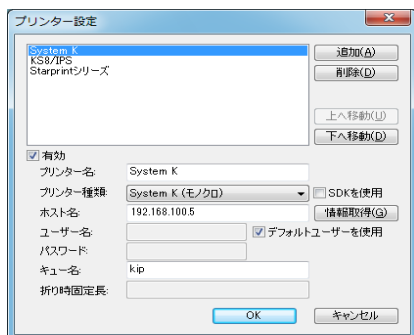 プリンター設定
System K
KS8/IPS
Starprintシリーズ
追加(A)
削除(D)
上へ移動(U)
下へ移動(D)
有効
プリンター名: System K
プリンター種類: System K (モノクロ) SDKを使用
ホスト名: 192.168.100.5 情報取得(G)
ユーザー名: デフォルトユーザーを使用
パスワード:
キュー名: kip
折り時固定長:
OK キャンセル